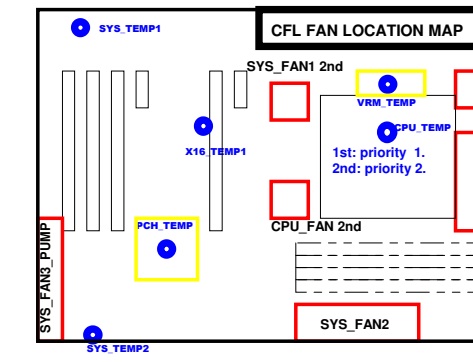 SYS_TEMP1
CFL FAN LOCATION MAP
SYS_FAN1 2nd
VRM_TEMP
CPU_TEMP
X16_TEMP1
1st: priority 1.
2nd: priority 2.
PCH_TEMP
CPU_FAN 2nd
SYS_FAN3_PUMP
SYS_FAN2
SYS_TEMP2